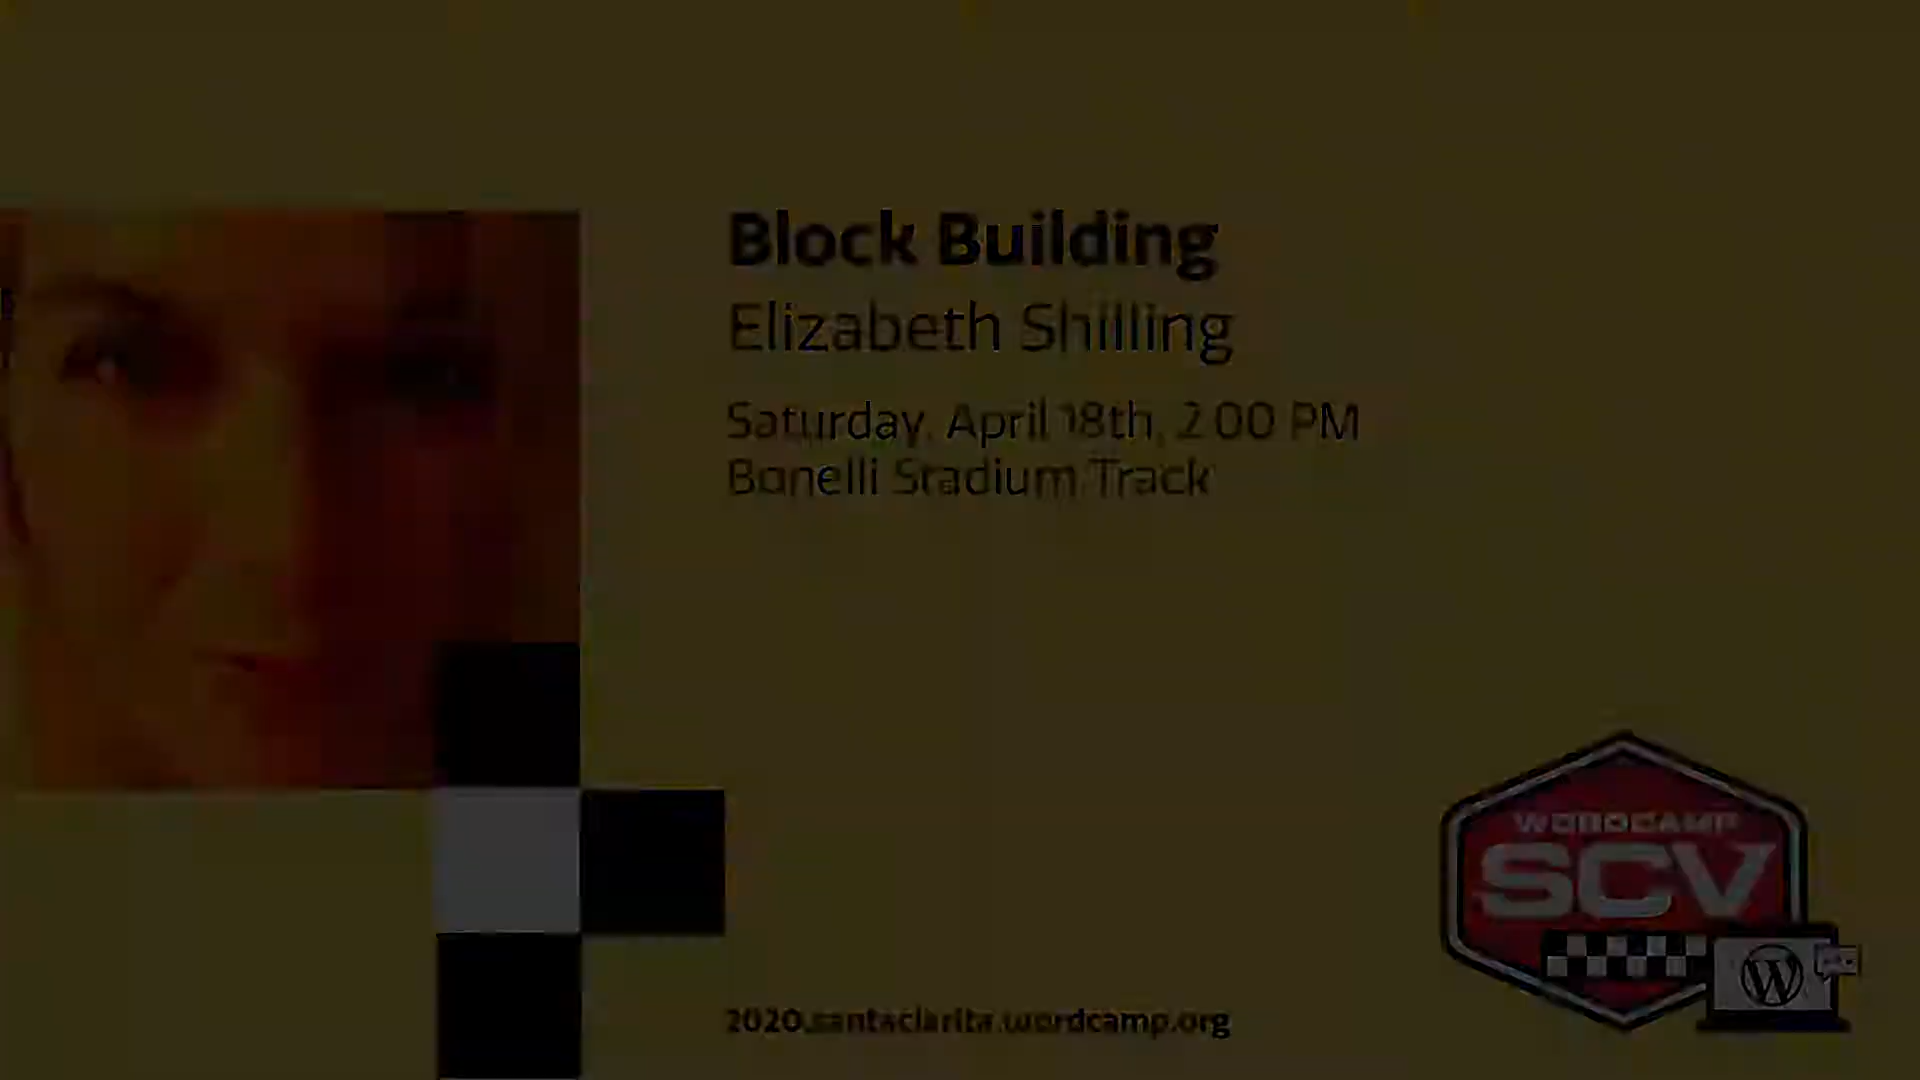 Block Building
Elizabeth Shilling
Saturday, April 18th, 2:00 PM
Bonelli Stadium Track
WORDCAMP
SCV
2020.santaclarita.wordcamp.org